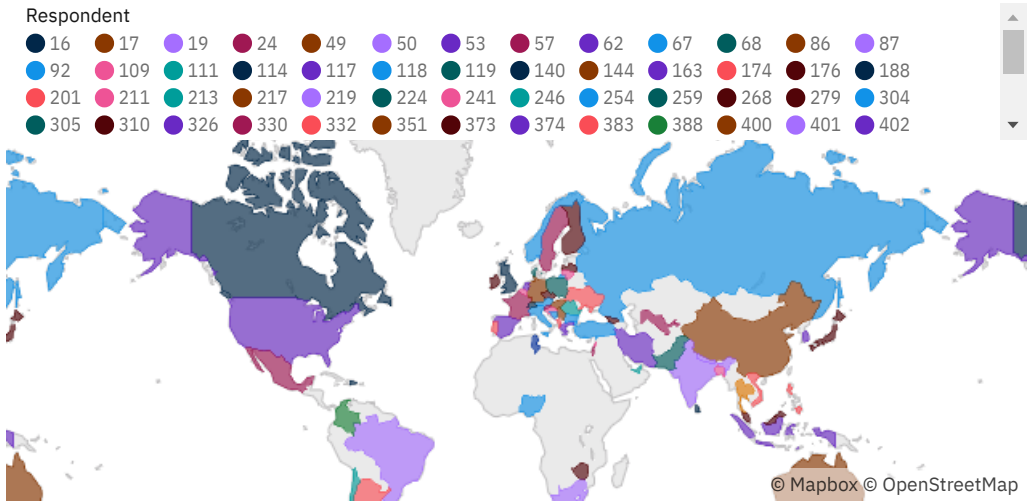 Respondent
16 17 19 24 49 50 53 57 62 67 68 86 87
92 109 111 114 117 118 119 140 144 163 174 176 188
201 211 213 217 219 224 241 246 254 259 268 279 304
305 310 326 330 332 351 373 374 383 388 400 401 402
© Mapbox © OpenStreetMap